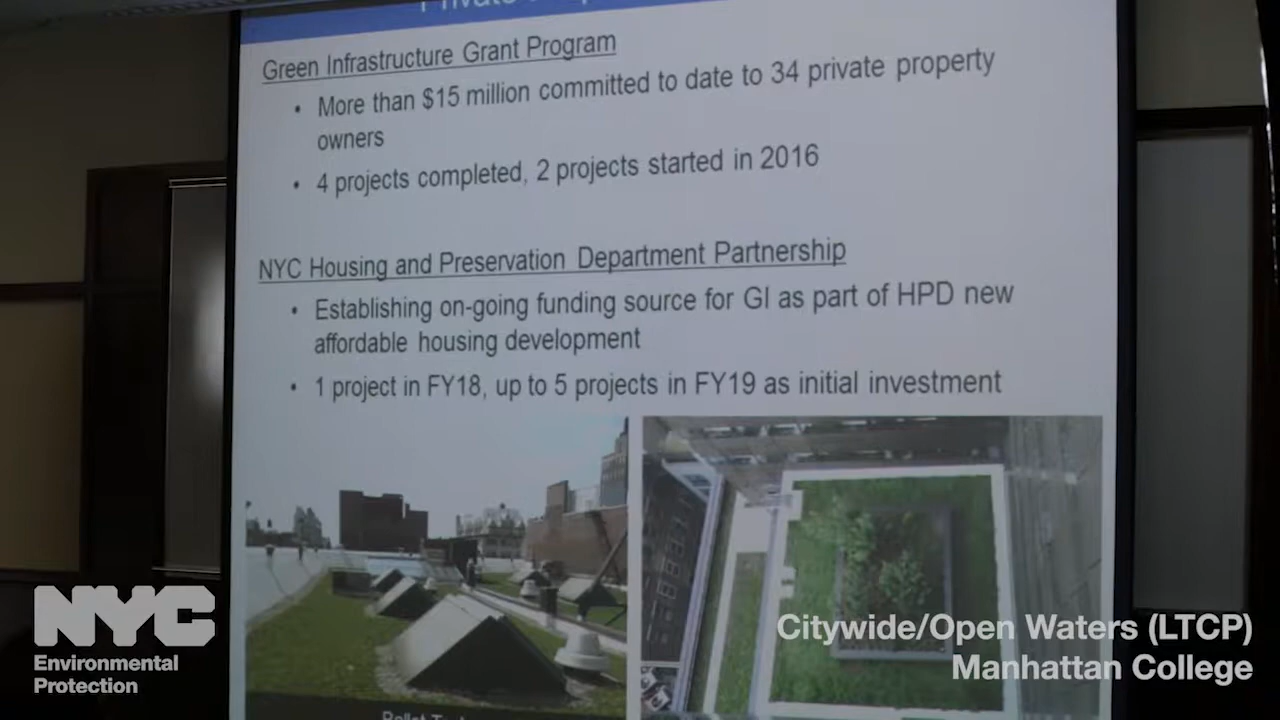 Private
Green Infrastructure Grant Program
• More than $15 million committed to date to 34 private property
owners
• 4 projects completed, 2 projects started in 2016
NYC Housing and Preservation Department Partnership
• Establishing on-going funding source for GI as part of HPD new
affordable housing development
• 1 project in FY18, up to 5 projects in FY19 as initial investment
NYC
Environmental
Protection
Citywide/Open Waters (LTCP)
Manhattan College